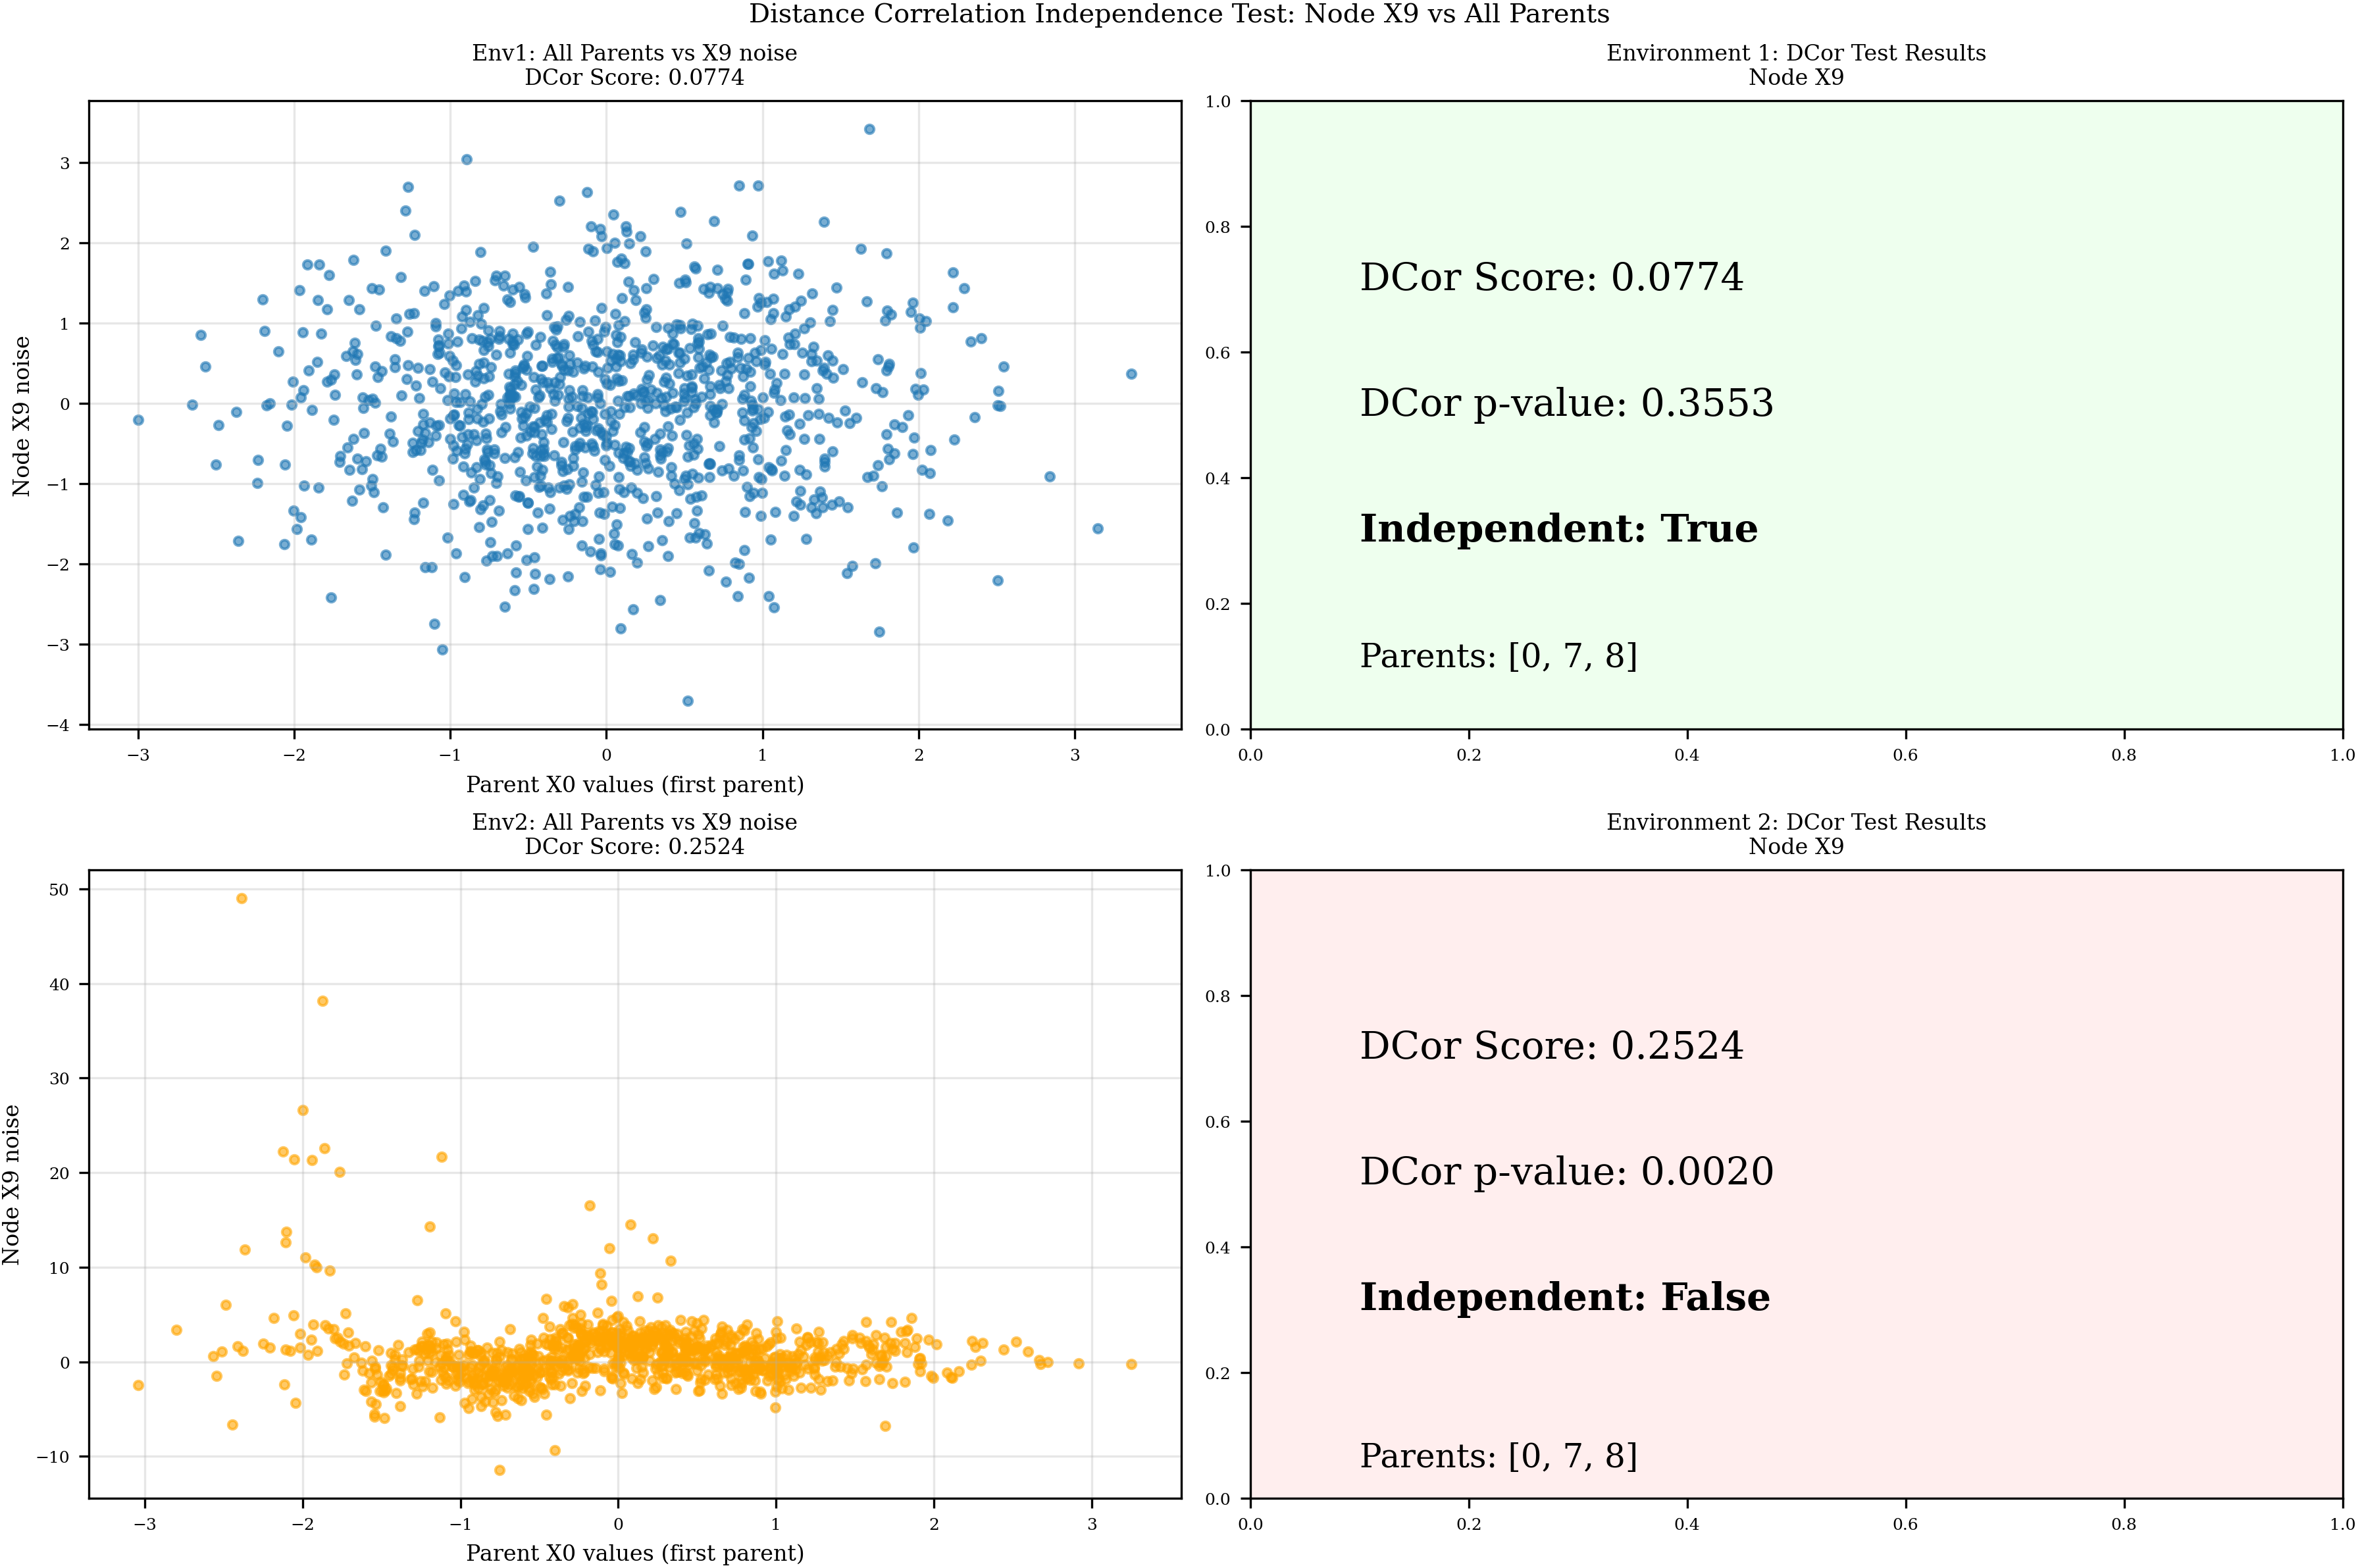 Distance Correlation Independence Test: Node X9 vs All Parents
Env1: All Parents vs X9 noise
DCor Score: 0.0774
Node X9 noise
3
2
1
0
−1
−2
−3
−4
−3
−2
−1
0
1
2
3
Parent X0 values (first parent)
Environment 1: DCor Test Results
Node X9
1.0
0.8
0.6
0.4
0.2
0.0
DCor Score: 0.0774
DCor p-value: 0.3553
Independent: True
Parents: [0, 7, 8]
0.0
0.2
0.4
0.6
0.8
1.0
Env2: All Parents vs X9 noise
DCor Score: 0.2524
Node X9 noise
50
40
30
20
10
0
−10
−3
−2
−1
0
1
2
3
Parent X0 values (first parent)
Environment 2: DCor Test Results
Node X9
1.0
0.8
0.6
0.4
0.2
0.0
DCor Score: 0.2524
DCor p-value: 0.0020
Independent: False
Parents: [0, 7, 8]
0.0
0.2
0.4
0.6
0.8
1.0